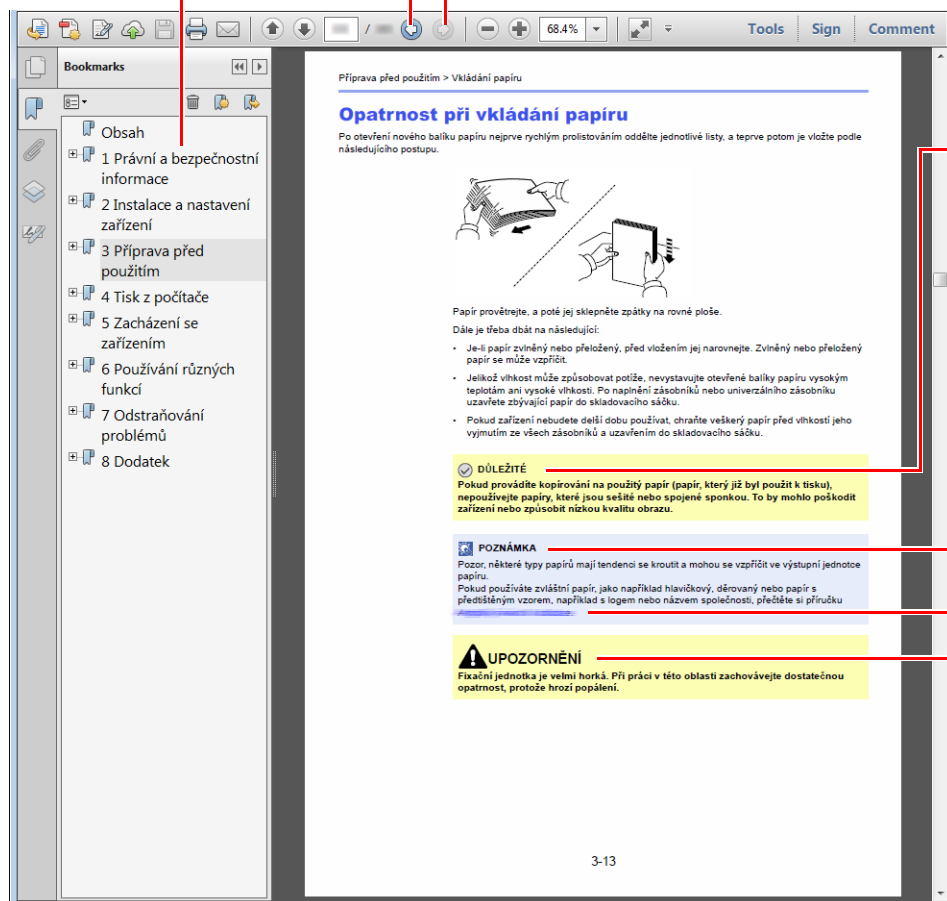 /
68.4%
Tools
Sign
Comment
Bookmarks
Obsah
1 Právní a bezpečnostní
informace
2 Instalace a nastavení
zařízení
3 Příprava před
použitím
4 Tisk z počítače
5 Zacházení se
zařízením
6 Používání různých
funkcí
7 Odstraňování
problémů
8 Dodatek
Příprava před použitím > Vkládání papíru
Opatrnost při vkládání papíru
Po otevření nového balíku papíru nejprve rychlým prolistováním oddělte jednotlivé listy, a teprve potom je vložte podle
následujícího postupu.
Papír provětrejte, a poté jej sklepněte zpátky na rovné ploše.
Dále je třeba dbát na následující:
• Je-li papír zvlněný nebo přeložený, před vložením jej narovnejte. Zvlněný nebo přeložený
papír se může vzpříčit.
• Jelikož vlhkost může způsobovat potíže, nevystavujte otevřené balíky papíru vysokým
teplotám ani vysoké vlhkosti. Po naplnění zásobníků nebo univerzálního zásobníku
uzavřete zbývající papír do skladovacího sáčku.
• Pokud zařízení nebudete delší dobu používat, chraňte veškerý papír před vlhkostí jeho
vyjmutím ze všech zásobníků a uzavřením do skladovacího sáčku.
DŮLEŽITÉ
Pokud provádíte kopírování na použitý papír (papír, který již byl použit k tisku),
nepoužívejte papíry, které jsou sešité nebo spojené sponkou. To by mohlo poškodit
zařízení nebo způsobit nízkou kvalitu obrazu.
POZNÁMKA
Pozor, některé typy papírů mají tendenci se kroutit a mohou se vzpříčit ve výstupní jednotce
papíru.
Pokud používáte zvláštní papír, jako například hlavičkový, děrovaný nebo papír s
předtištěným vzorem, například s logem nebo názvem společnosti, přečtěte si příručku
UPOZORNĚNÍ
Fixační jednotka je velmi horká. Při práci v této oblasti zachovávejte dostatečnou
opatrnost, protože hrozí popálení.
3-13